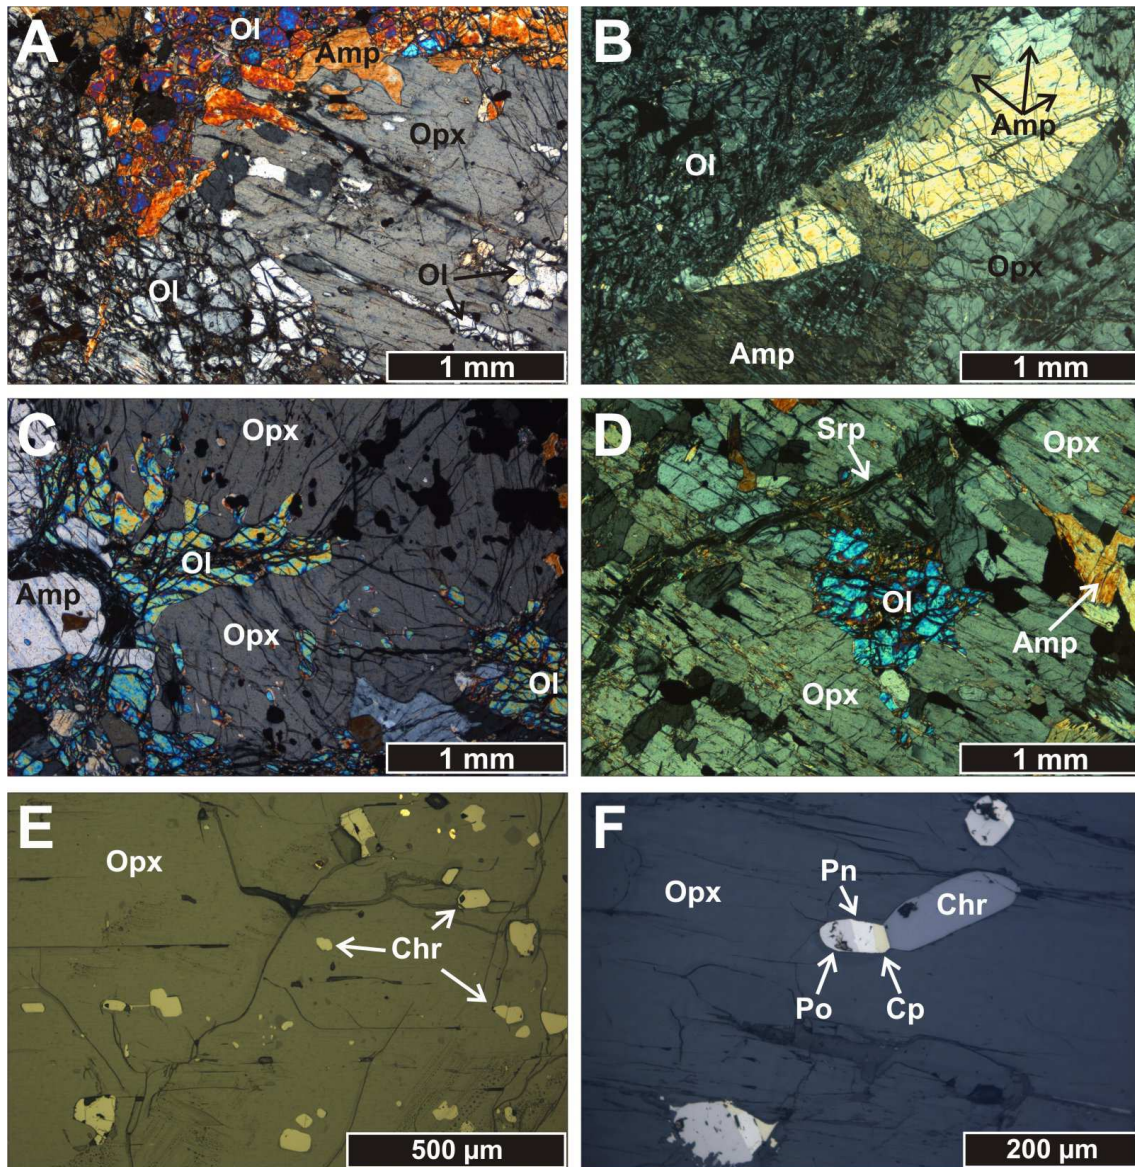 A
Ol
Amp
Opx
Ol
Ol
1 mm
B
Amp
Ol
Opx
Amp
1 mm
C
Opx
Ol
Amp
Opx
Ol
1 mm
D
Srp
Opx
Ol
Amp
Opx
1 mm
E
Opx
Chr
500 µm
F
Opx
Pn
Chr
Po
Cp
200 µm